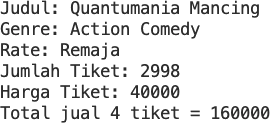 Judul: Quantumania Mancing
Genre: Action Comedy
Rate: Remaja
Jumlah Tiket: 2998
Harga Tiket: 40000
Total jual 4 tiket = 160000